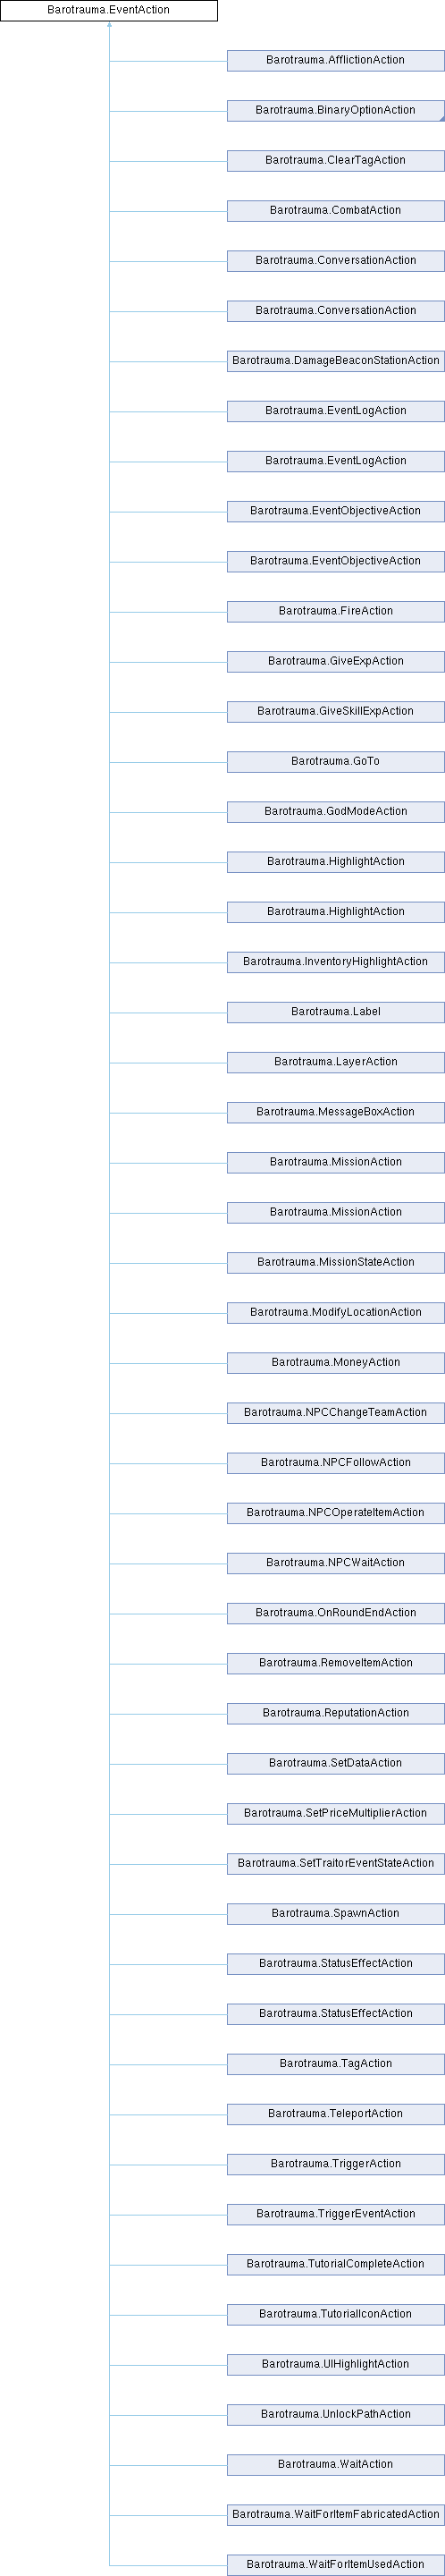 Barotrauma.EventAction
Barotrauma.AfflictionAction
Barotrauma.BinaryOptionAction
Barotrauma.ClearTagAction
Barotrauma.CombatAction
Barotrauma.ConversationAction
Barotrauma.ConversationAction
Barotrauma.DamageBeaconStationAction
Barotrauma.EventLogAction
Barotrauma.EventLogAction
Barotrauma.EventObjectiveAction
Barotrauma.EventObjectiveAction
Barotrauma.FireAction
Barotrauma.GiveExpAction
Barotrauma.GiveSkillExpAction
Barotrauma.GoTo
Barotrauma.GodModeAction
Barotrauma.HighlightAction
Barotrauma.HighlightAction
Barotrauma.InventoryHighlightAction
Barotrauma.Label
Barotrauma.LayerAction
Barotrauma.MessageBoxAction
Barotrauma.MissionAction
Barotrauma.MissionAction
Barotrauma.MissionStateAction
Barotrauma.ModifyLocationAction
Barotrauma.MoneyAction
Barotrauma.NPCChangeTeamAction
Barotrauma.NPCFollowAction
Barotrauma.NPCOperateItemAction
Barotrauma.NPCWaitAction
Barotrauma.OnRoundEndAction
Barotrauma.RemoveItemAction
Barotrauma.ReputationAction
Barotrauma.SetDataAction
Barotrauma.SetPriceMultiplierAction
Barotrauma.SetTraitorEventStateAction
Barotrauma.SpawnAction
Barotrauma.StatusEffectAction
Barotrauma.StatusEffectAction
Barotrauma.TagAction
Barotrauma.TeleportAction
Barotrauma.TriggerAction
Barotrauma.TriggerEventAction
Barotrauma.TutorialCompleteAction
Barotrauma.TutorialIconAction
Barotrauma.UIHighlightAction
Barotrauma.UnlockPathAction
Barotrauma.WaitAction
Barotrauma.WaitForItemFabricatedAction
Barotrauma.WaitForItemUsedAction